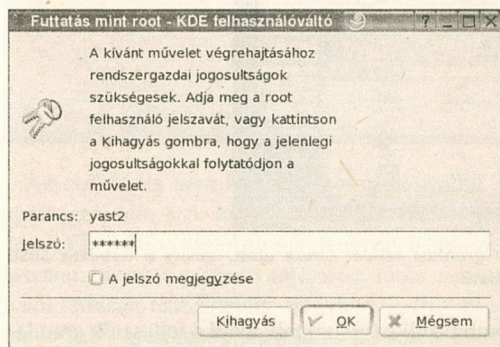 Futtatás mint root - KDE felhasználóváltó
A kívánt művelet végrehajtásához
rendszergazdai jogosultságok
szükségesek. Adja meg a root
felhasználó jelszavát, vagy kattintson
a Kihagyás gombra, hogy a jelenlegi
jogosultságokkal folytatódjon a
művelet.
Parancs: yast2
Jelszó: ******
A jelszó megjegyzése
Kihagyás OK Mégsem